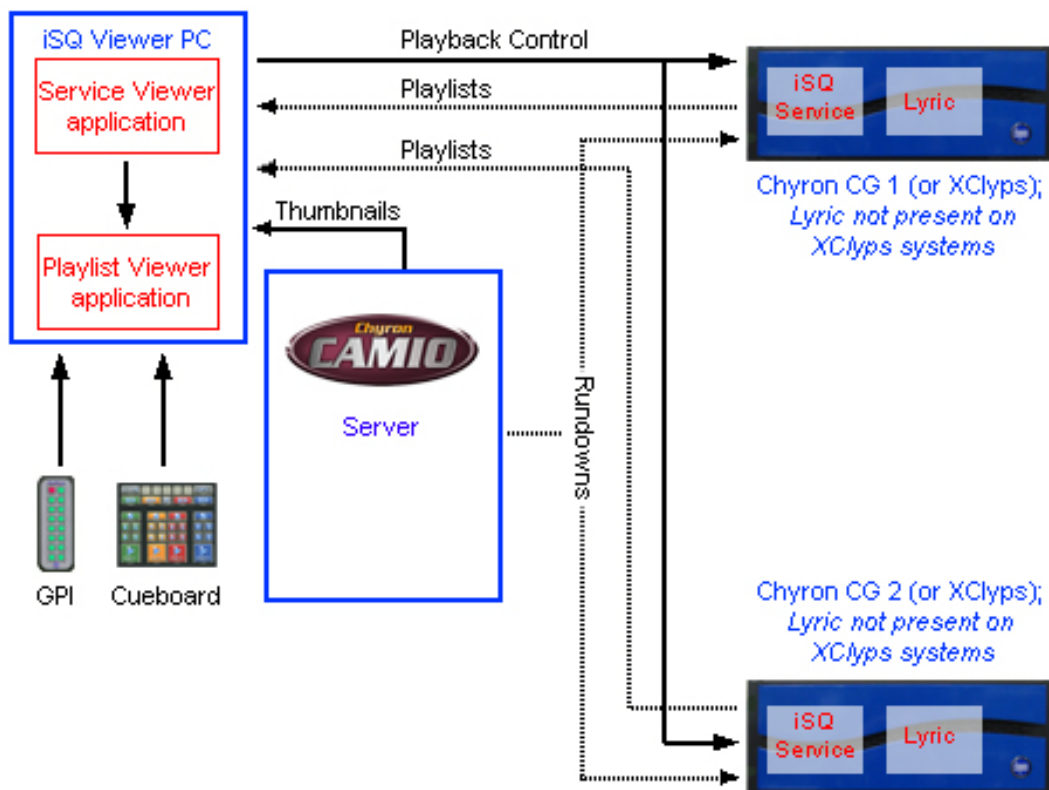 iSQ Viewer PC
Service Viewer
application
Playlist Viewer
application
Playback Control
Playlists
Playlists
Thumbnails
iSQ
Service
Lyric
Chyron CG 1 (or XClyps);
Lyric not present on
XClyps systems
Chyron
CAMIO
Server
Rundowns
GPI
Cueboard
Chyron CG 2 (or XClyps);
Lyric not present on
XClyps systems
iSQ
Service
Lyric